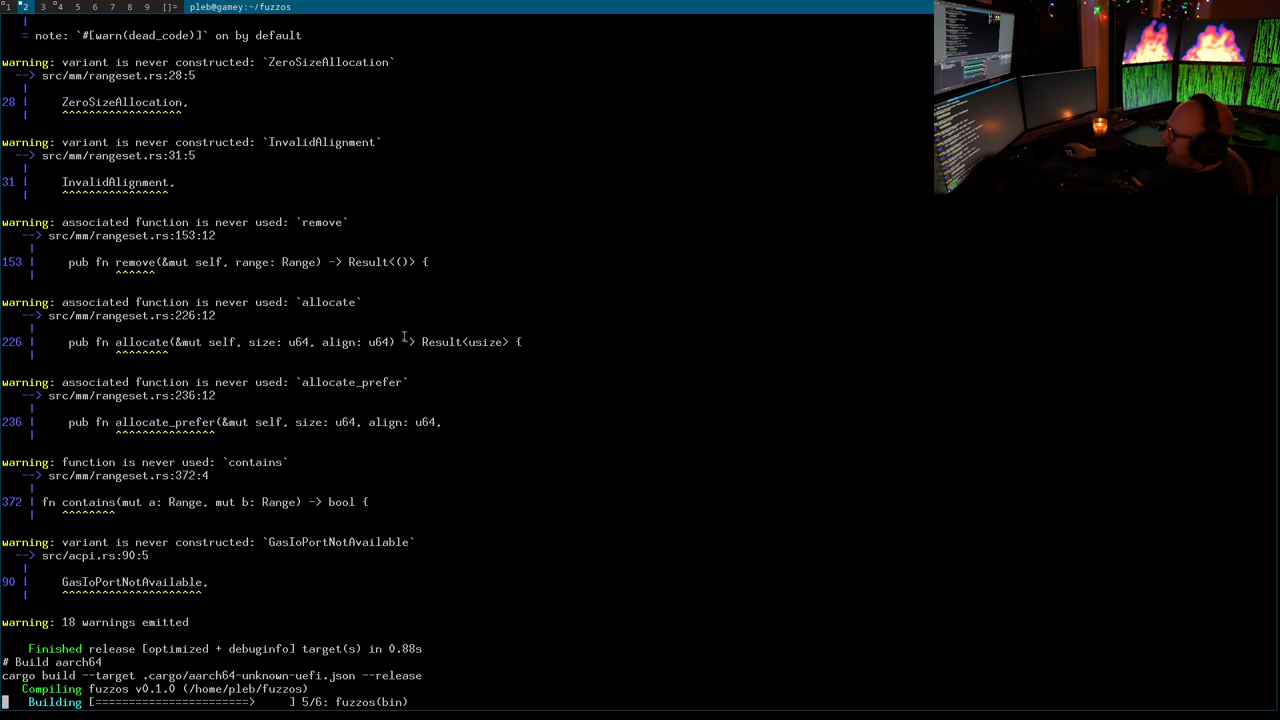 1 2 3 4 5 6 7 8 9 []= pleb@gamey:~/fuzzos
|
= note: `#[warn(dead_code)]` on by default
warning: variant is never constructed: `ZeroSizeAllocation`
--> src/mm/rangeset.rs:28:5
|
28 | ZeroSizeAllocation,
| ^^^^^^^^^^^^^^^^^^
warning: variant is never constructed: `InvalidAlignment`
--> src/mm/rangeset.rs:31:5
|
31 | InvalidAlignment,
| ^^^^^^^^^^^^^^^^
warning: associated function is never used: `remove`
--> src/mm/rangeset.rs:153:12
|
153 | pub fn remove(&mut self, range: Range) -> Result<()> {
| ^^^^^^
warning: associated function is never used: `allocate`
--> src/mm/rangeset.rs:226:12
|
226 | pub fn allocate(&mut self, size: u64, align: u64) -> Result<usize> {
| ^^^^^^^^
warning: associated function is never used: `allocate_prefer`
--> src/mm/rangeset.rs:236:12
|
236 | pub fn allocate_prefer(&mut self, size: u64, align: u64,
| ^^^^^^^^^^^^^^^
warning: function is never used: `contains`
--> src/mm/rangeset.rs:372:4
|
372 | fn contains(mut a: Range, mut b: Range) -> bool {
| ^^^^^^^^
warning: variant is never constructed: `GasIoPortNotAvailable`
--> src/acpi.rs:90:5
|
90 | GasIoPortNotAvailable,
| ^^^^^^^^^^^^^^^^^^^^^
warning: 18 warnings emitted
Finished release [optimized + debuginfo] target(s) in 0.88s
# Build aarch64
cargo build --target .cargo/aarch64-unknown-uefi.json --release
Compiling fuzzos v0.1.0 (/home/pleb/fuzzos)
Building [=======================> ] 5/6: fuzzos(bin)